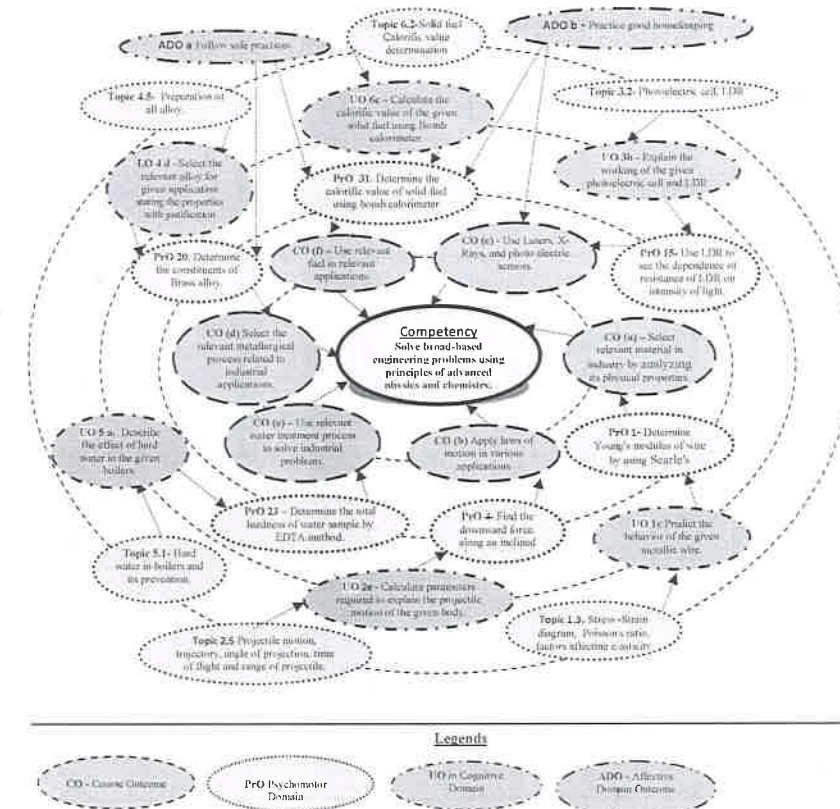 Topic 6.2-Solid fuel
Calorific value
determination
ADO a Follow safe practices
ADO b - Practice good housekeeping
Topic 4.5- Preparation of
all alloy.
Topic 3.2- Photoelectric cell, LDR
UO 6c - Calculate the
calorific value of the given
solid fuel using Bomb
calorimeter
UO 3b - Explain the
working of the given
photoelectric cell and LDR
LO 4 d - Select the
relevant alloy for
given application
stating the properties
with justification
PrO 31. Determine the
calorific value of solid fuel
using bomb calorimeter
PrO 20. Determine
the constituents of
Brass alloy.
CO (f) - Use relevant
fuel in relevant
applications.
CO (c) - Use Lasers, X-
Rays, and photo electric
sensors.
PrO 15- Use LDR to
see the dependence of
resistance of LDR on
intensity of light.
Competency
Solve broad-based
engineering problems using
principles of advanced
physics and chemistry.
CO (d) Select the
relevant metallurgical
process related to
industrial
applications.
CO (a) - Select
relevant material in
industry by analyzing
its physical properties.
CO (e) - Use relevant
water treatment process
to solve industrial
problems.
CO (b) Apply laws of
motion in various
applications
PrO 1- Determine
Young's modulus of wire
by using Searle's
UO 5 a- Describe
the effect of hard
water in the given
boilers
PrO 23 - Determine the total
hardness of water sample by
EDTA method.
Find the
downward force
along an inclined
UO 1c Predict the
behavior of the given
metallic wire.
Topic 5.1- Hard
water in boilers and
its prevention.
UO 2e - Calculate parameters
required to explain the projectile
motion of the given body.
Topic 2.5 Projectile motion,
trajectory, angle of projection, time
of flight and range of projectile.
Topic 1.3- Stress-Strain
diagram, Poisson's ratio,
factors affecting elasticity
Legends
CO - Course Outcome
PrO Psychomotor
Domain
UO in Cognitive
Domain
ADO - Affective
Domain Outcome